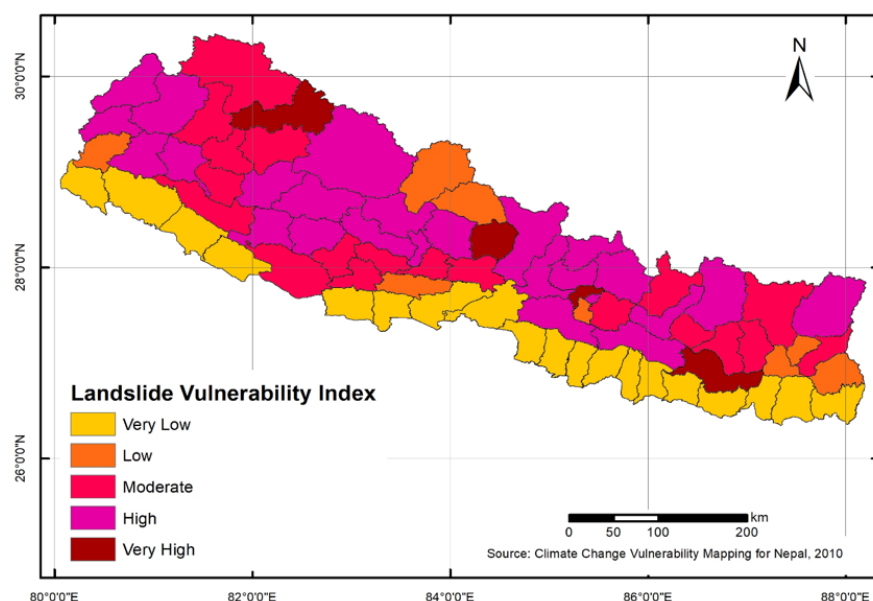 N
30°0'0"N
28°0'0"N
26°0'0"N
Landslide Vulnerability Index
Very Low
Low
Moderate
High
Very High
km
0 50 100 200
Source: Climate Change Vulnerability Mapping for Nepal, 2010
80°0'0"E 82°0'0"E 84°0'0"E 86°0'0"E 88°0'0"E